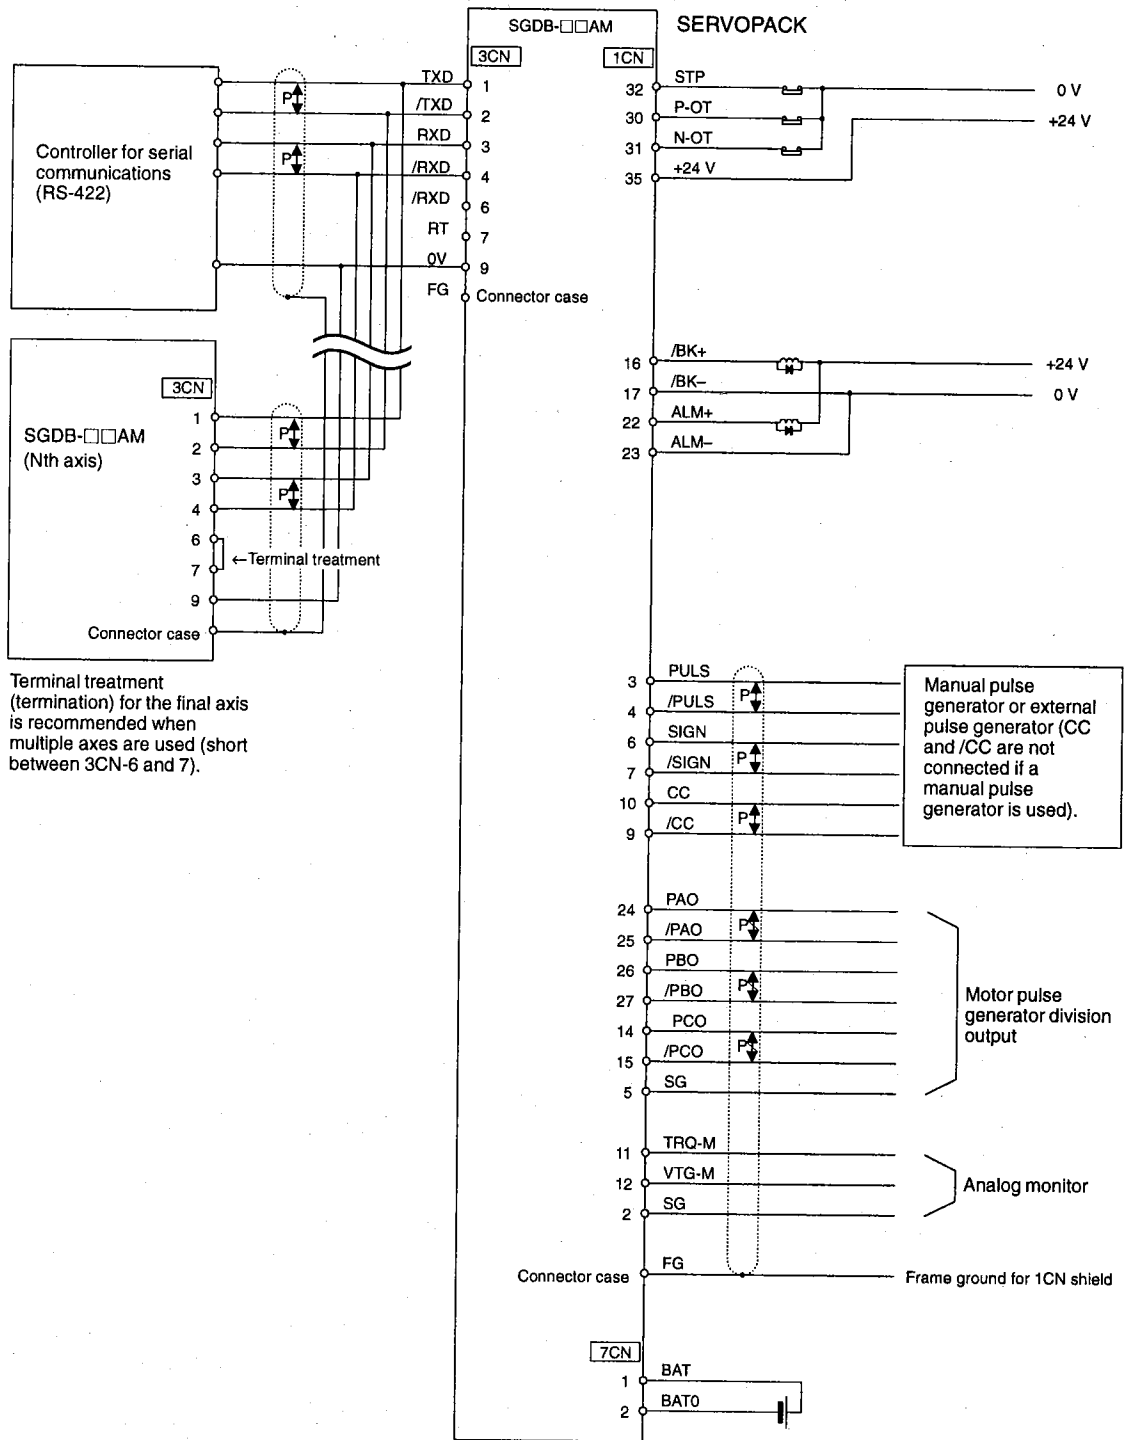 SGDB-□□AM
SERVOPACK
3CN
1CN
Controller for serial
communications
(RS-422)
P
P
TXD
1
/TXD
2
RXD
3
/RXD
4
/RXD
6
RT
7
0V
9
FG
Connector case
32
STP
0 V
30
P-OT
+24 V
31
N-OT
35
+24 V
16
/BK+
+24 V
17
/BK–
0 V
22
ALM+
23
ALM–
3CN
SGDB-□□AM
(Nth axis)
1
2
3
4
6
7
9
P
P
←Terminal treatment
Connector case
Terminal treatment
(termination) for the final axis
is recommended when
multiple axes are used (short
between 3CN-6 and 7).
3
PULS
4
/PULS
6
SIGN
7
/SIGN
10
CC
9
/CC
P
P
P
Manual pulse
generator or external
pulse generator (CC
and /CC are not
connected if a
manual pulse
generator is used).
24
PAO
25
/PAO
26
PBO
27
/PBO
14
PCO
15
/PCO
5
SG
P
P
P
Motor pulse
generator division
output
11
TRQ-M
12
VTG-M
2
SG
Analog monitor
Connector case
FG
Frame ground for 1CN shield
7CN
1
BAT
2
BAT0